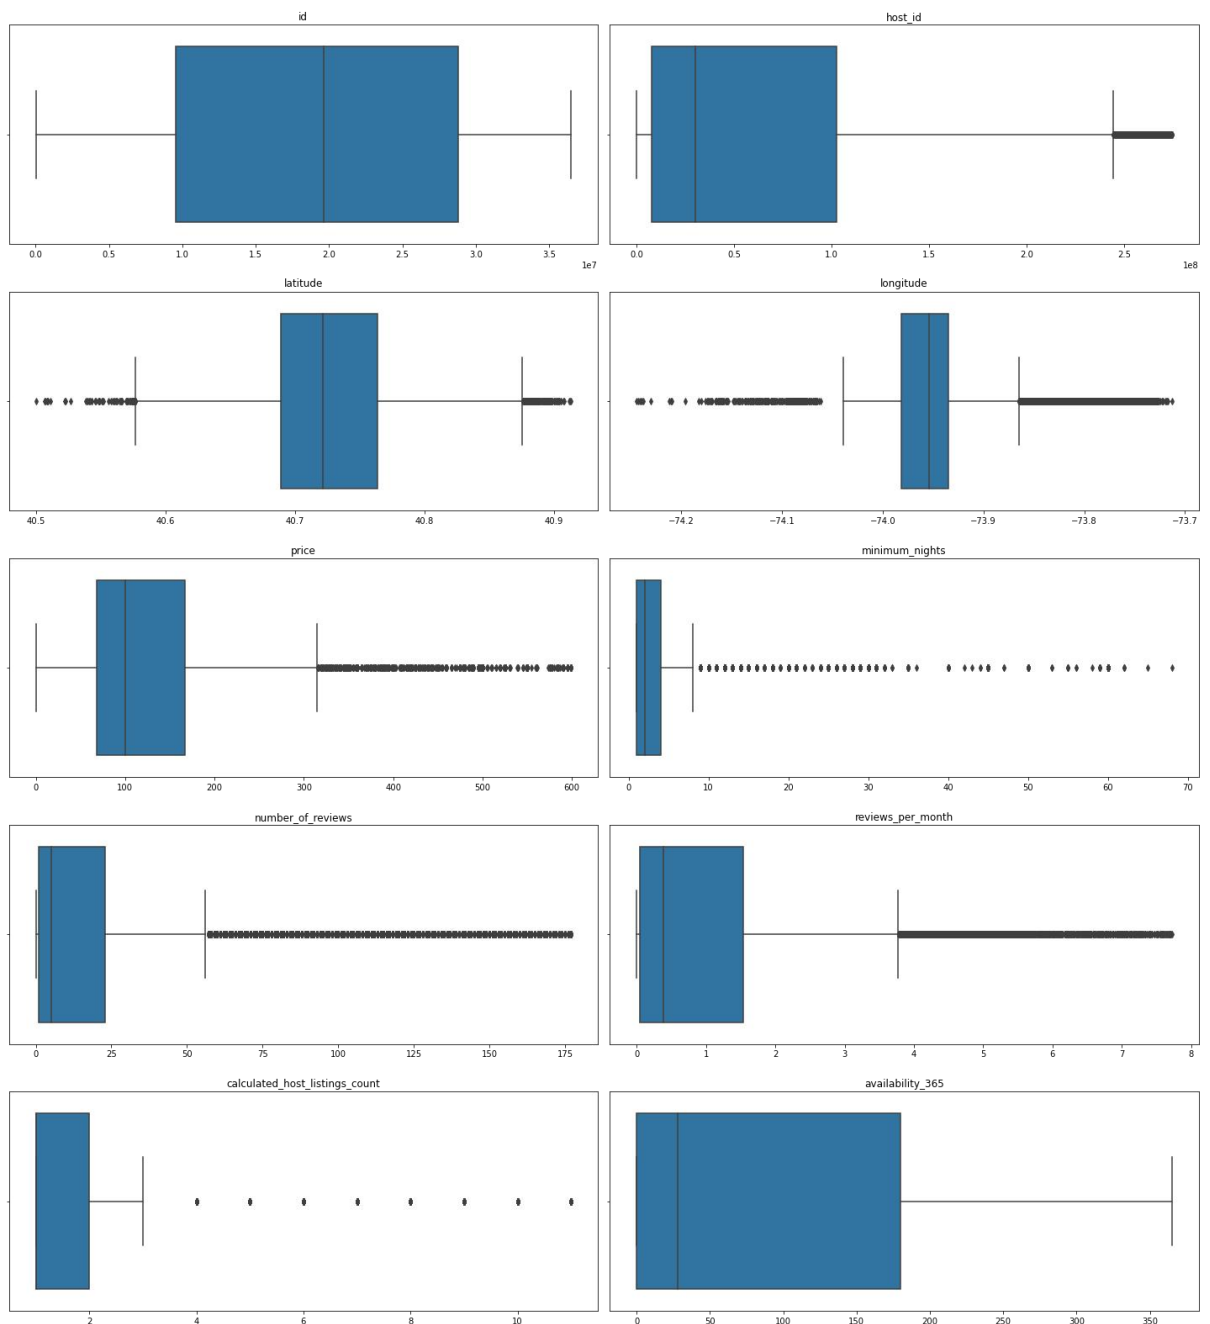 id
host_id
0.0 0.5 1.0 1.5 2.0 2.5 3.0 3.5
1e7
0.0 0.5 1.0 1.5 2.0 2.5
1e8
latitude
longitude
40.5 40.6 40.7 40.8 40.9
−74.2 −74.1 −74.0 −73.9 −73.8 −73.7
price
minimum_nights
0 100 200 300 400 500 600
0 10 20 30 40 50 60 70
number_of_reviews
reviews_per_month
0 25 50 75 100 125 150 175
0 1 2 3 4 5 6 7 8
calculated_host_listings_count
availability_365
2 4 6 8 10
0 50 100 150 200 250 300 350